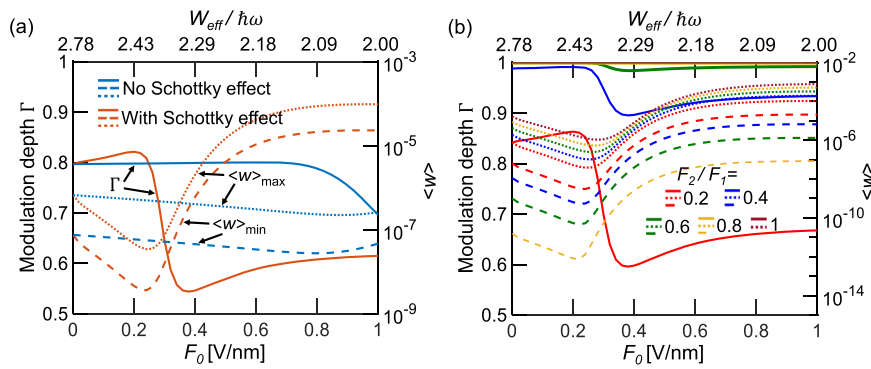 (a)
W_eff / ħω
2.78 2.43 2.29 2.18 2.09 2.00
Modulation depth Γ
1
0.9
0.8
0.7
0.6
0.5
No Schottky effect
With Schottky effect
Γ
<w>max
<w>min
10⁻³
10⁻⁵
10⁻⁷
10⁻⁹
<w>
0 0.2 0.4 0.6 0.8 1
F₀ [V/nm]
(b)
W_eff / ħω
2.78 2.43 2.29 2.18 2.09 2.00
Modulation depth Γ
1
0.9
0.8
0.7
0.6
0.5
F₂ / F₁=
0.2 0.4
0.6 0.8 1
10⁻²
10⁻⁶
10⁻¹⁰
10⁻¹⁴
<w>
0 0.2 0.4 0.6 0.8 1
F₀ [V/nm]